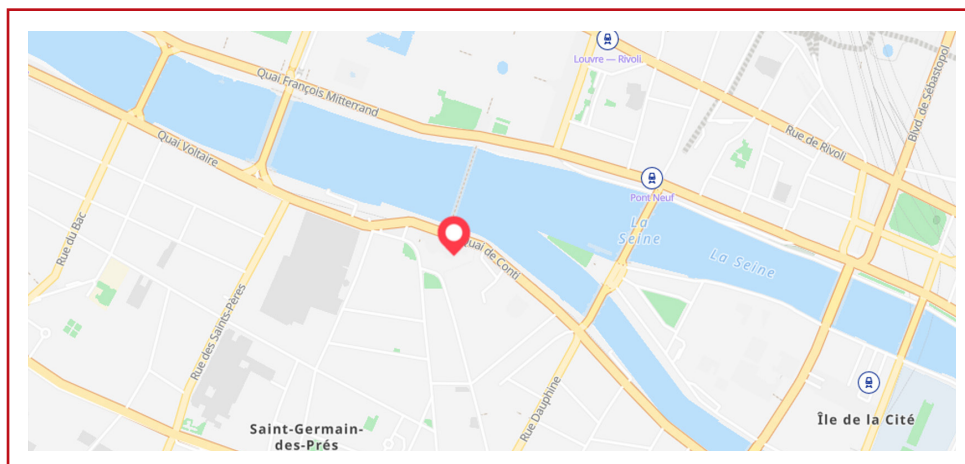 Louvre — Rivoli
Quai François Mitterrand
Blvd. de Sébastopol
Rue de Rivoli
Quai Voltaire
Pont Neuf
Rue du Bac
La
Seine
Quai de Conti
La Seine
Rue des Saints-Pères
Rue Dauphine
Île de la Cité
Saint-Germain-
des-Prés